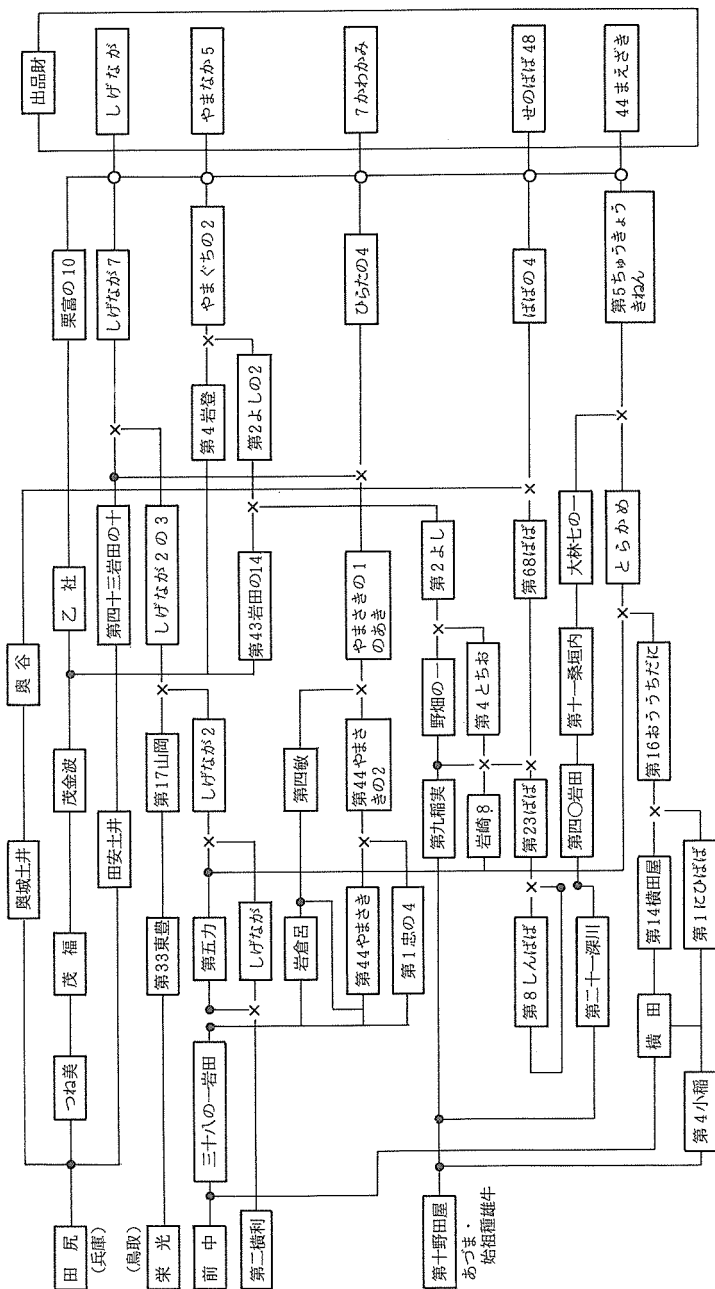 出品財
しげなが
やまなか5
7かわかみ
せのばば48
44まえざき
栗富の10
しげなが7
やまぐちの2
ひらたの4
ばばの4
第5ちゅうきょう
きねん
第4岩登
第2よしの2
乙社
第四十三岩田の十
しげなが2の3
第43岩田の14
やまさきの1
のあき
第2よし
第68ばば
大林七の一
とらかめ
奥谷
茂金波
第17山岡
しげなが2
第四敏
第44やまさ
きの2
野畑の一
第4とちお
第十一桑垣内
第16おううちだに
奥城土井
田安土井
茂福
第33東豊
第五力
しげなが
岩倉呂
第44やまさき
第1忠の4
第九稲実
岩崎8
第23ばば
第四〇岩田
第14横田屋
第1にひばば
つね美
三十八の一岩田
第8しんばば
第二十一深川
横田
第4小稲
田尻
(兵庫)
(鳥取)
栄光
前中
第二横利
第十野田屋
あづま・
始祖種雄牛